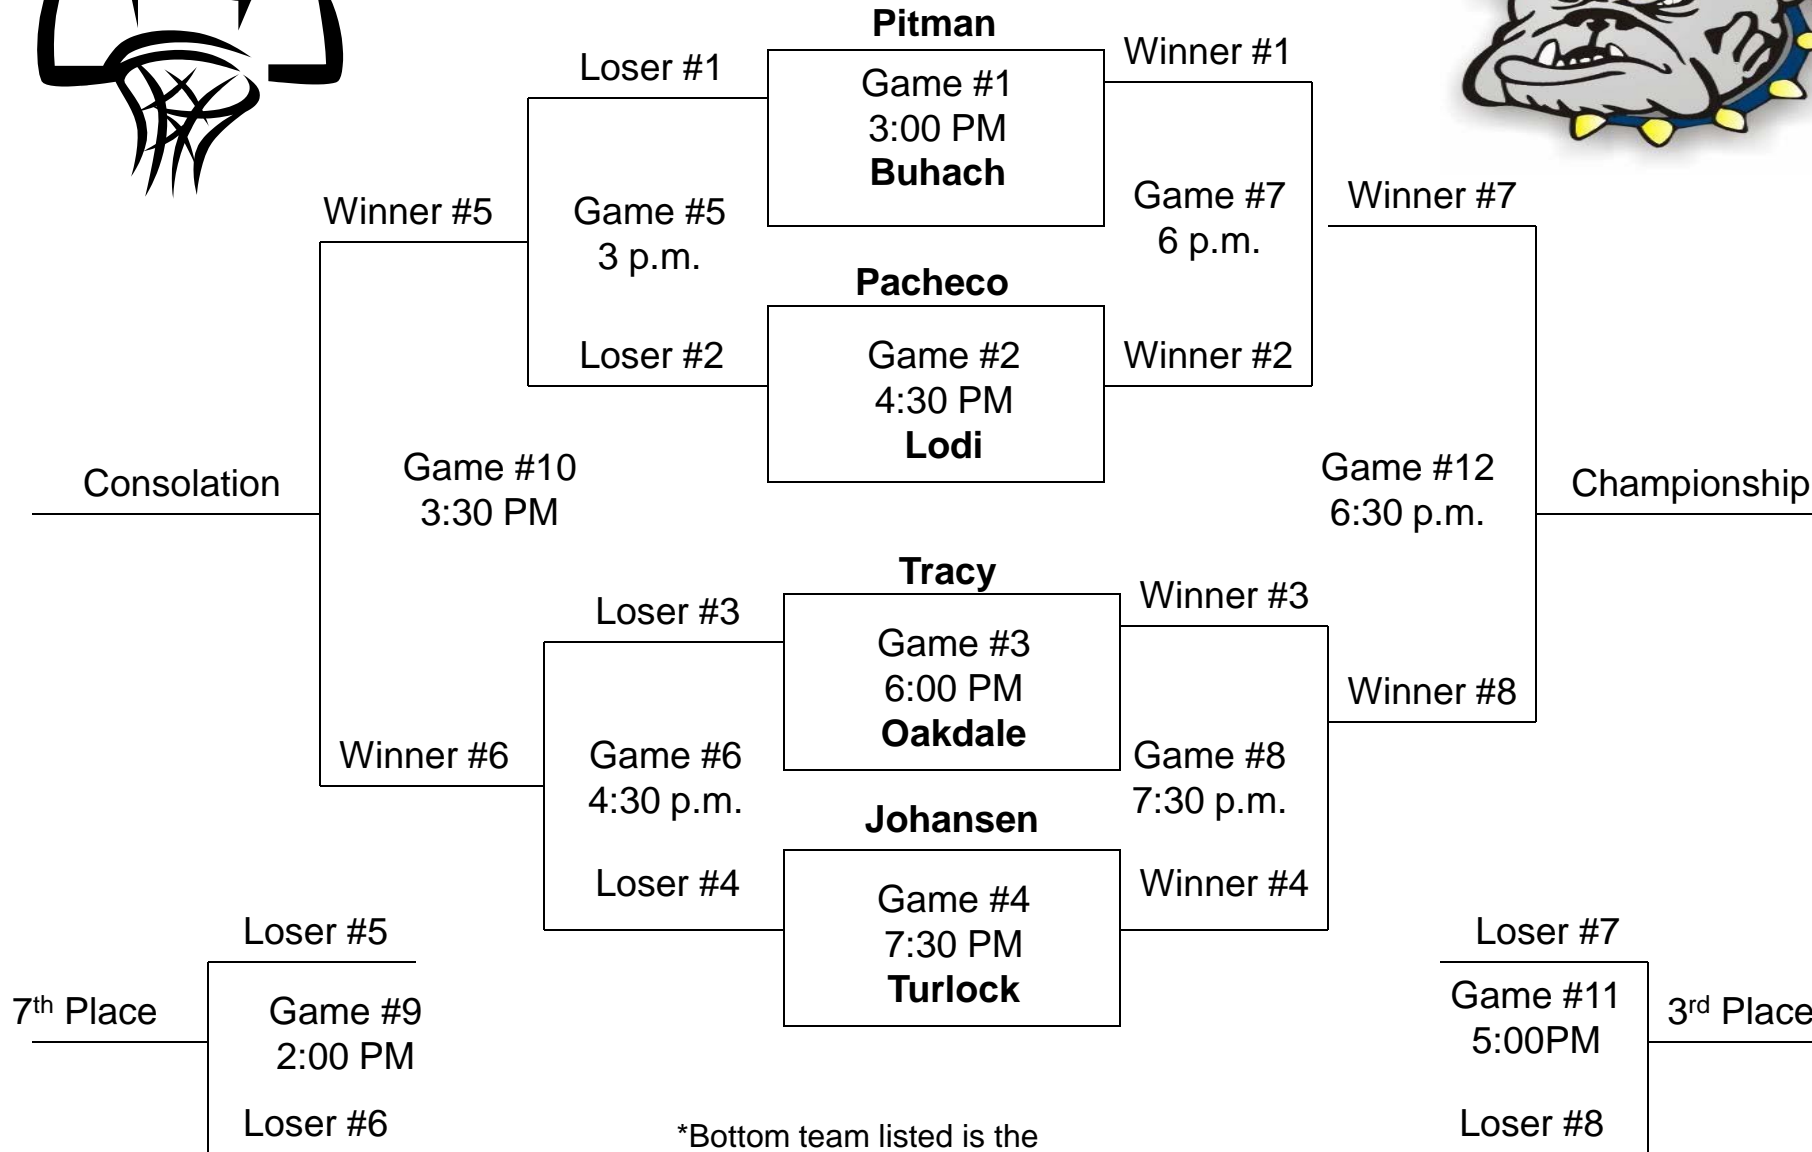 Pitman
Loser #1
Winner #1
Game #1
3:00 PM
Buhach
Winner #5
Game #5
3 p.m.
Game #7
6 p.m.
Winner #7
Pacheco
Loser #2
Game #2
4:30 PM
Lodi
Winner #2
Consolation
Game #10
3:30 PM
Game #12
6:30 p.m.
Championship
Tracy
Loser #3
Winner #3
Game #3
6:00 PM
Oakdale
Winner #8
Winner #6
Game #6
4:30 p.m.
Game #8
7:30 p.m.
Johansen
Loser #4
Game #4
7:30 PM
Turlock
Winner #4
Loser #5
7th Place
Game #9
2:00 PM
Loser #6
Loser #7
Game #11
5:00PM
3rd Place
Loser #8
*Bottom team listed is the